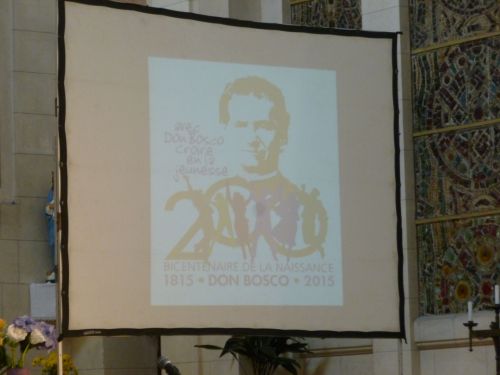 avec
Don Bosco
croire
en la
jeunesse
200
BICENTENAIRE DE LA NAISSANCE
1815 • DON BOSCO • 2015